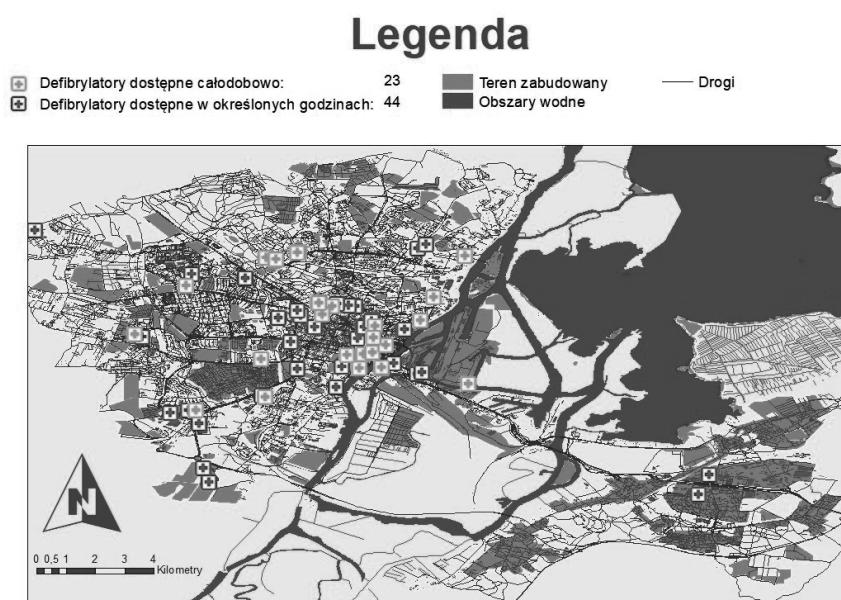 Legenda
Defibrylatory dostępne całodobowo: 23
Defibrylatory dostępne w określonych godzinach: 44
Teren zabudowany
Obszary wodne
Drogi
N
0 0,5 1 2 3 4
Kilometry